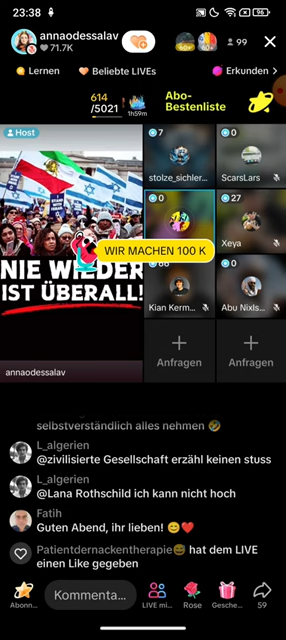 23:38
96
annaodessalav
71.7K
60+
99
Lernen
Beliebte LIVEs
Erkunden >
614
/5021
1h59m
Abo-
Bestenliste
Host
7
stolze_sichler...
0
ScarsLars
0
27
Xeya
WIR MACHEN 100 K
NIE WIEDER
IST ÜBERALL!
Kian Kerm...
0
Abu Nixls...
annaodessalav
Anfragen
Anfragen
selbstverständlich alles nehmen 🤣
L_algerien
@zivilisierte Gesellschaft erzähl keinen stuss
L_algerien
@Lana Rothschild ich kann nicht hoch
Fatih
Guten Abend, ihr lieben! 😊❤️
Patientdernackentherapie😅 hat dem LIVE
einen Like gegeben
Abonn...
Kommenta...
LIVE mi...
Rose
Gesche...
59